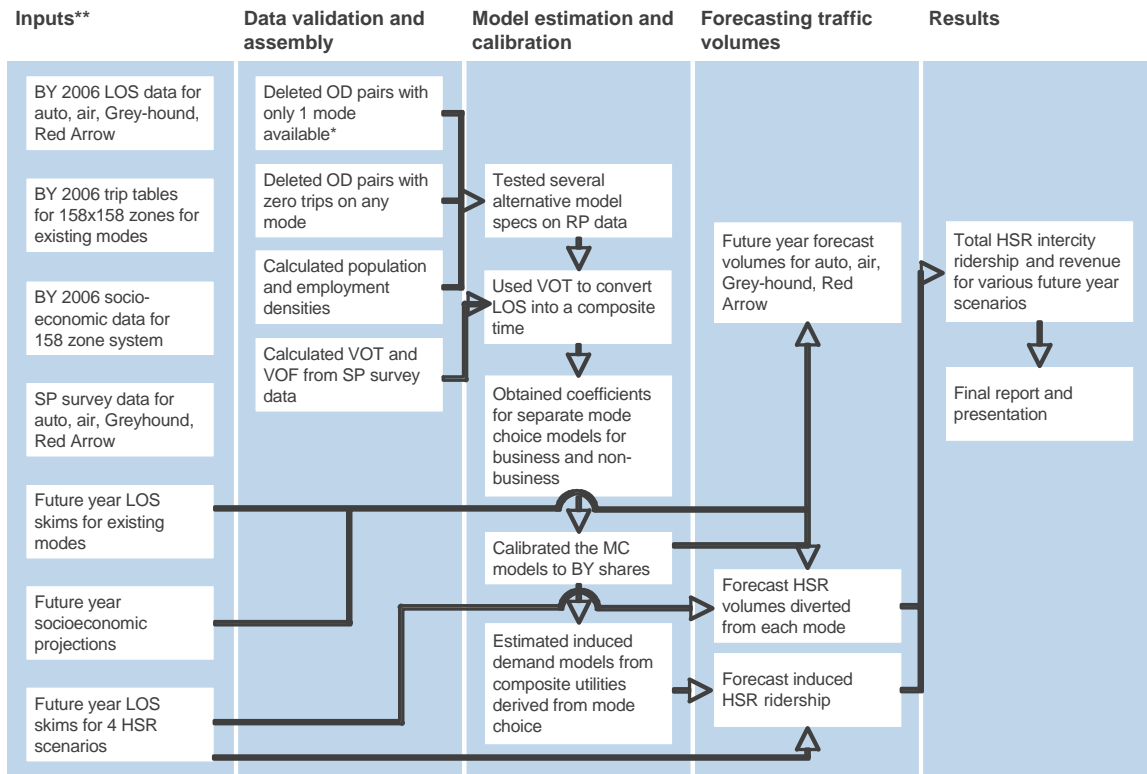 Inputs**
Data validation and
assembly
Model estimation and
calibration
Forecasting traffic
volumes
Results
BY 2006 LOS data for
auto, air, Grey-hound,
Red Arrow
BY 2006 trip tables
for 158x158 zones for
existing modes
BY 2006 socio-
economic data for
158 zone system
SP survey data for
auto, air, Greyhound,
Red Arrow
Future year LOS
skims for existing
modes
Future year
socioeconomic
projections
Future year LOS
skims for 4 HSR
scenarios
Deleted OD pairs with
only 1 mode
available*
Deleted OD pairs with
zero trips on any
mode
Calculated population
and employment
densities
Calculated VOT and
VOF from SP survey
data
Tested several
alternative model
specs on RP data
Used VOT to convert
LOS into a composite
time
Obtained coefficients
for separate mode
choice models for
business and non-
business
Calibrated the MC
models to BY shares
Estimated induced
demand models from
composite utilities
derived from mode
choice
Future year forecast
volumes for auto, air,
Grey-hound, Red
Arrow
Forecast HSR
volumes diverted
from each mode
Forecast induced
HSR ridership
Total HSR intercity
ridership and revenue
for various future year
scenarios
Final report and
presentation